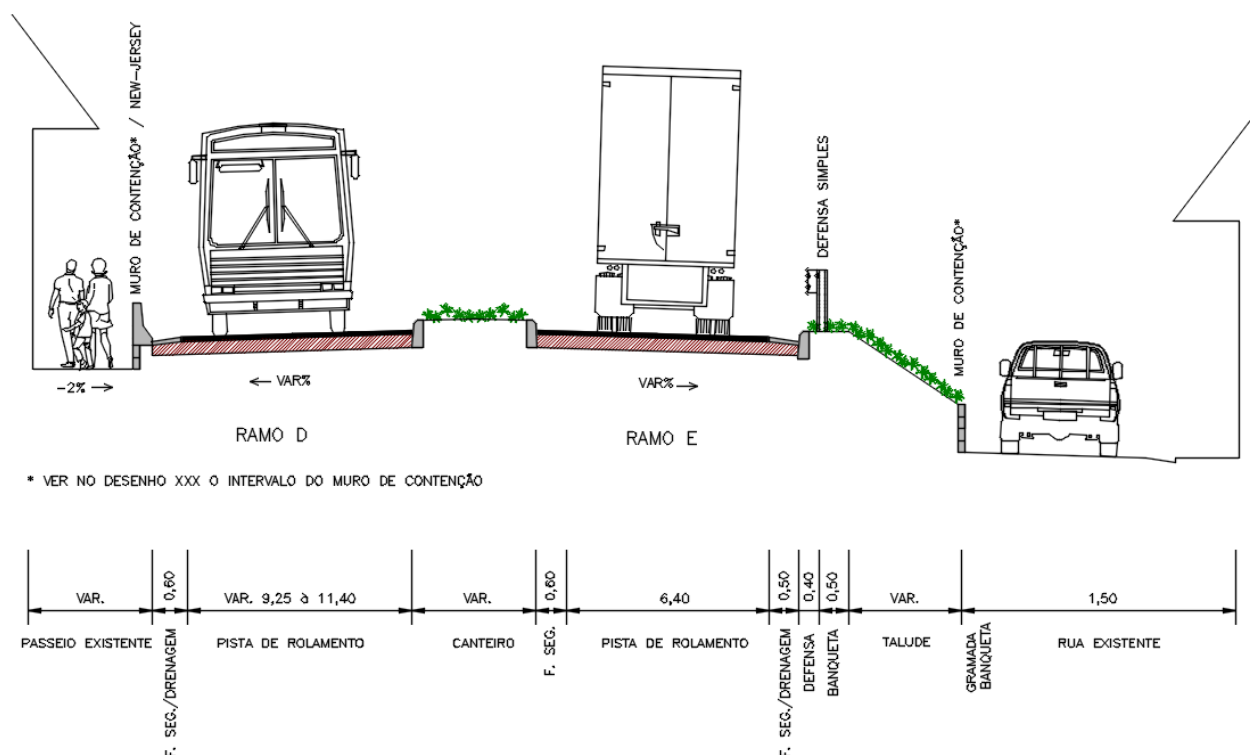 MURO DE CONTENÇÃO* / NEW-JERSEY
DEFENSA SIMPLES
MURO DE CONTENÇÃO*
-2% →
← VAR%
VAR% →
RAMO D
RAMO E
* VER NO DESENHO XXX O INTERVALO DO MURO DE CONTENÇÃO
VAR.
0,60
VAR. 9,25 à 11,40
VAR.
0,60
6,40
0,50
0,40
0,50
VAR.
1,50
PASSEIO EXISTENTE
F. SEG./DRENAGEM
PISTA DE ROLAMENTO
CANTEIRO
F. SEG.
PISTA DE ROLAMENTO
F. SEG./DRENAGEM
DEFENSA
BANQUETA
TALUDE
GRAMADA
BANQUETA
RUA EXISTENTE